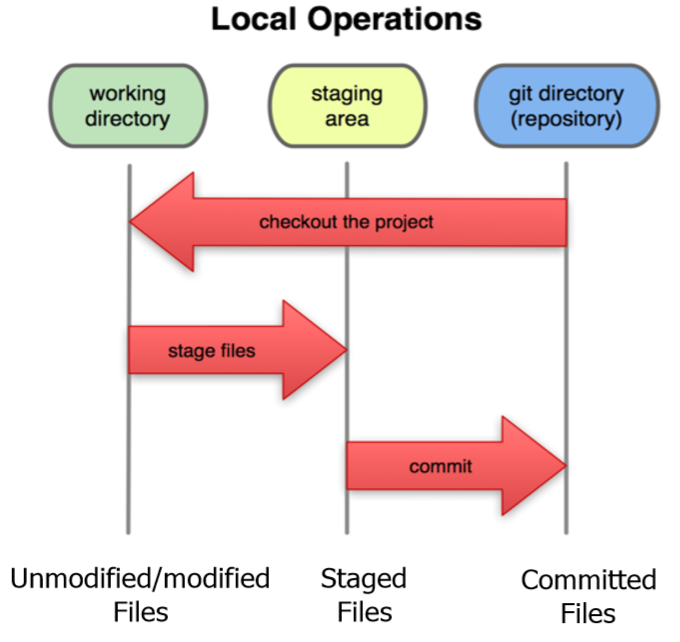 Local Operations
working
directory
staging
area
git directory
(repository)
checkout the project
stage files
commit
Unmodified/modified
Files
Staged
Files
Committed
Files